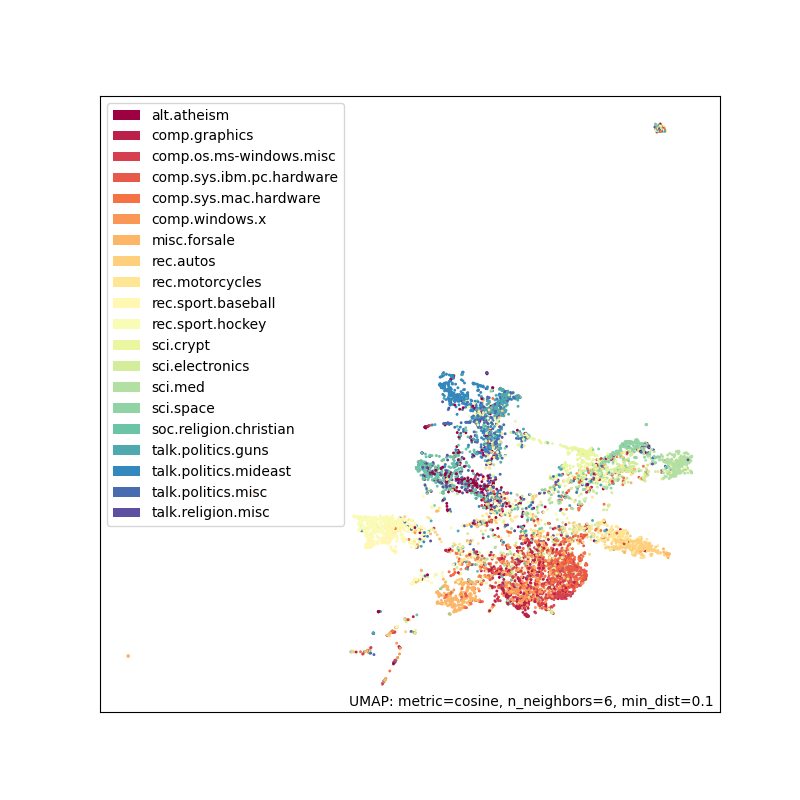 alt.atheism
comp.graphics
comp.os.ms-windows.misc
comp.sys.ibm.pc.hardware
comp.sys.mac.hardware
comp.windows.x
misc.forsale
rec.autos
rec.motorcycles
rec.sport.baseball
rec.sport.hockey
sci.crypt
sci.electronics
sci.med
sci.space
soc.religion.christian
talk.politics.guns
talk.politics.mideast
talk.politics.misc
talk.religion.misc
UMAP: metric=cosine, n_neighbors=6, min_dist=0.1